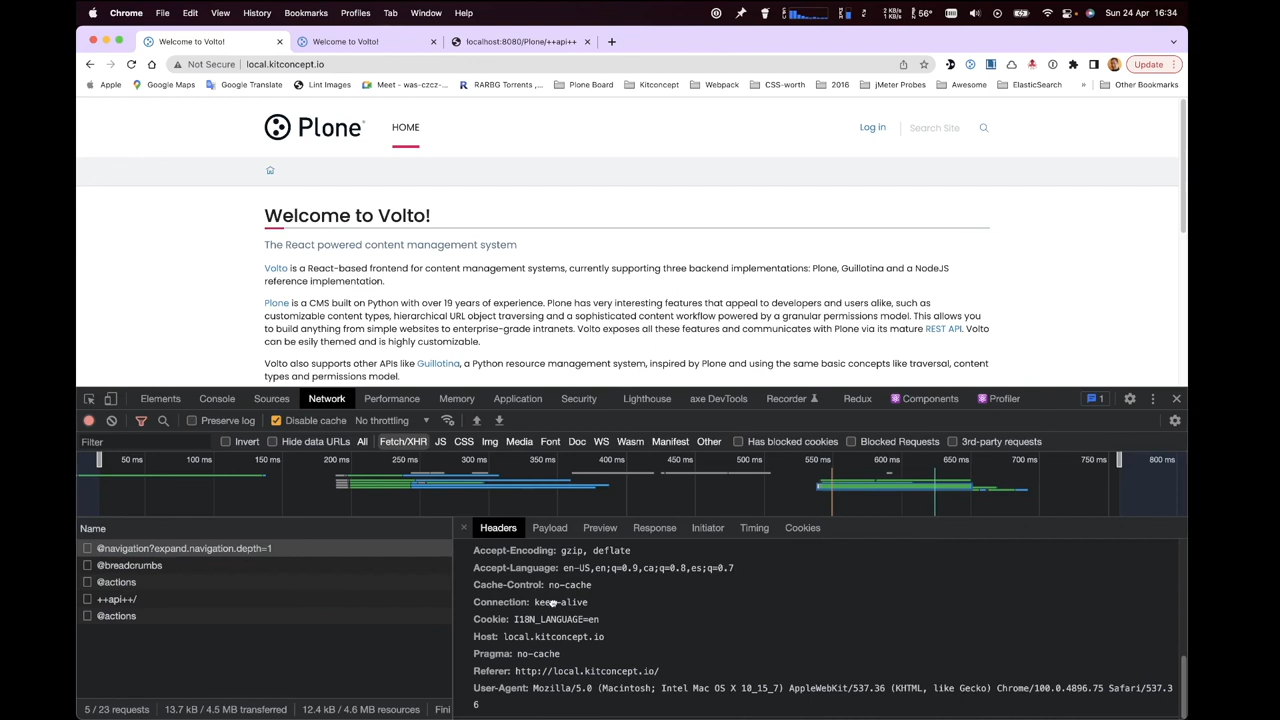 Chrome File Edit View History Bookmarks Profiles Tab Window Help 2 KB/s 1 KB/s 56° Sun 24 Apr 16:34
Welcome to Volto! Welcome to Volto! localhost:8080/Plone/++api++/
Not Secure local.kitconcept.io Update
Apple Google Maps Google Translate Lint Images Meet - was-czcz-... RARBG Torrents ,... Plone Board Kitconcept Webpack CSS-worth 2016 jMeter Probes Awesome ElasticSearch » Other Bookmarks
Plone HOME Log in Search Site
Welcome to Volto!
The React powered content management system
Volto is a React-based frontend for content management systems, currently supporting three backend implementations: Plone, Guillotina and a NodeJS
reference implementation.
Plone is a CMS built on Python with over 19 years of experience. Plone has very interesting features that appeal to developers and users alike, such as
customizable content types, hierarchical URL object traversing and a sophisticated content workflow powered by a granular permissions model. This allows you
to build anything from simple websites to enterprise-grade intranets. Volto exposes all these features and communicates with Plone via its mature REST API. Volto
can be esily themed and is highly customizable.
Volto also supports other APIs like Guillotina, a Python resource management system, inspired by Plone and using the same basic concepts like traversal, content
types and permissions model.
Elements Console Sources Network Performance Memory Application Security Lighthouse axe DevTools Recorder Redux Components Profiler 1
Preserve log Disable cache No throttling
Filter Invert Hide data URLs All Fetch/XHR JS CSS Img Media Font Doc WS Wasm Manifest Other Has blocked cookies Blocked Requests 3rd-party requests
50 ms 100 ms 150 ms 200 ms 250 ms 300 ms 350 ms 400 ms 450 ms 500 ms 550 ms 600 ms 650 ms 700 ms 750 ms 800 ms
Name
@navigation?expand.navigation.depth=1
@breadcrumbs
@actions
++api++/
@actions
5 / 23 requests 13.7 kB / 4.5 MB transferred 12.4 kB / 4.6 MB resources Fini
Headers Payload Preview Response Initiator Timing Cookies
Accept-Encoding: gzip, deflate
Accept-Language: en-US,en;q=0.9,ca;q=0.8,es;q=0.7
Cache-Control: no-cache
Connection: keep-alive
Cookie: I18N_LANGUAGE=en
Host: local.kitconcept.io
Pragma: no-cache
Referer: http://local.kitconcept.io/
User-Agent: Mozilla/5.0 (Macintosh; Intel Mac OS X 10_15_7) AppleWebKit/537.36 (KHTML, like Gecko) Chrome/100.0.4896.75 Safari/537.3
6